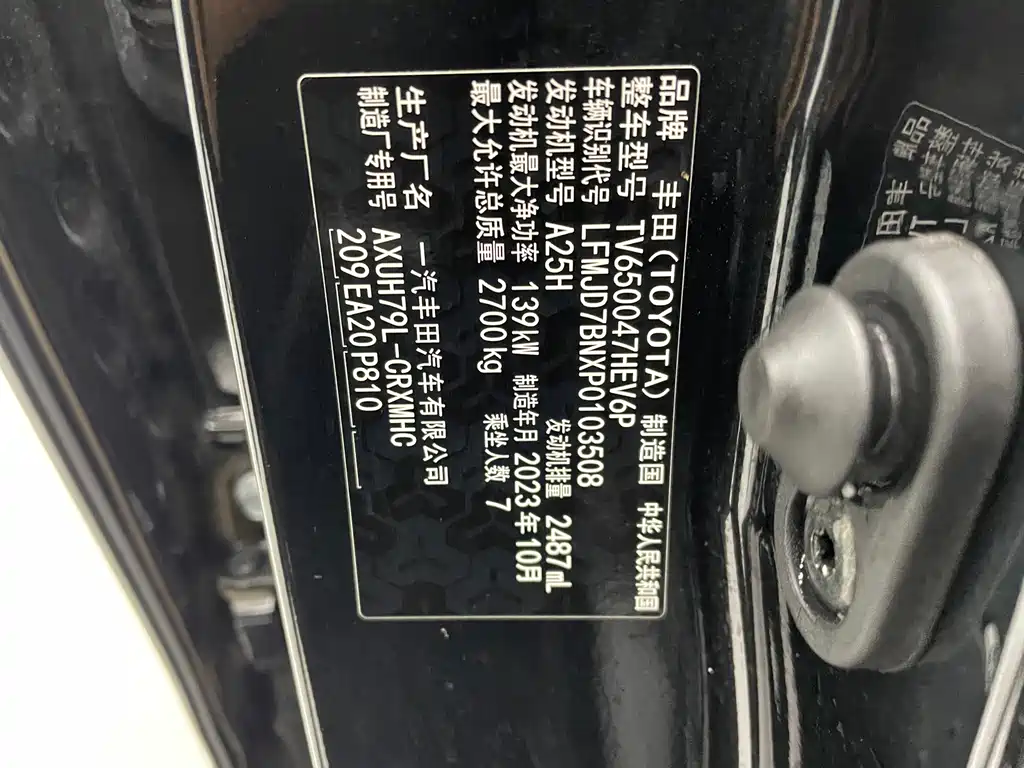 品牌 丰田(TOYOTA) 制造国 中华人民共和国
整车型号 TV650047HEV6P
车辆识别代号 LFMJD7BNXP0103508
发动机型号 A25H 发动机排量 2487mL
发动机最大净功率 139kW 制造年月 2023年10月
最大允许总质量 2700kg 乘坐人数 7
生产厂名 一汽丰田汽车有限公司
制造厂专用号 AXUH79L-CRXMHC
209EA20P810